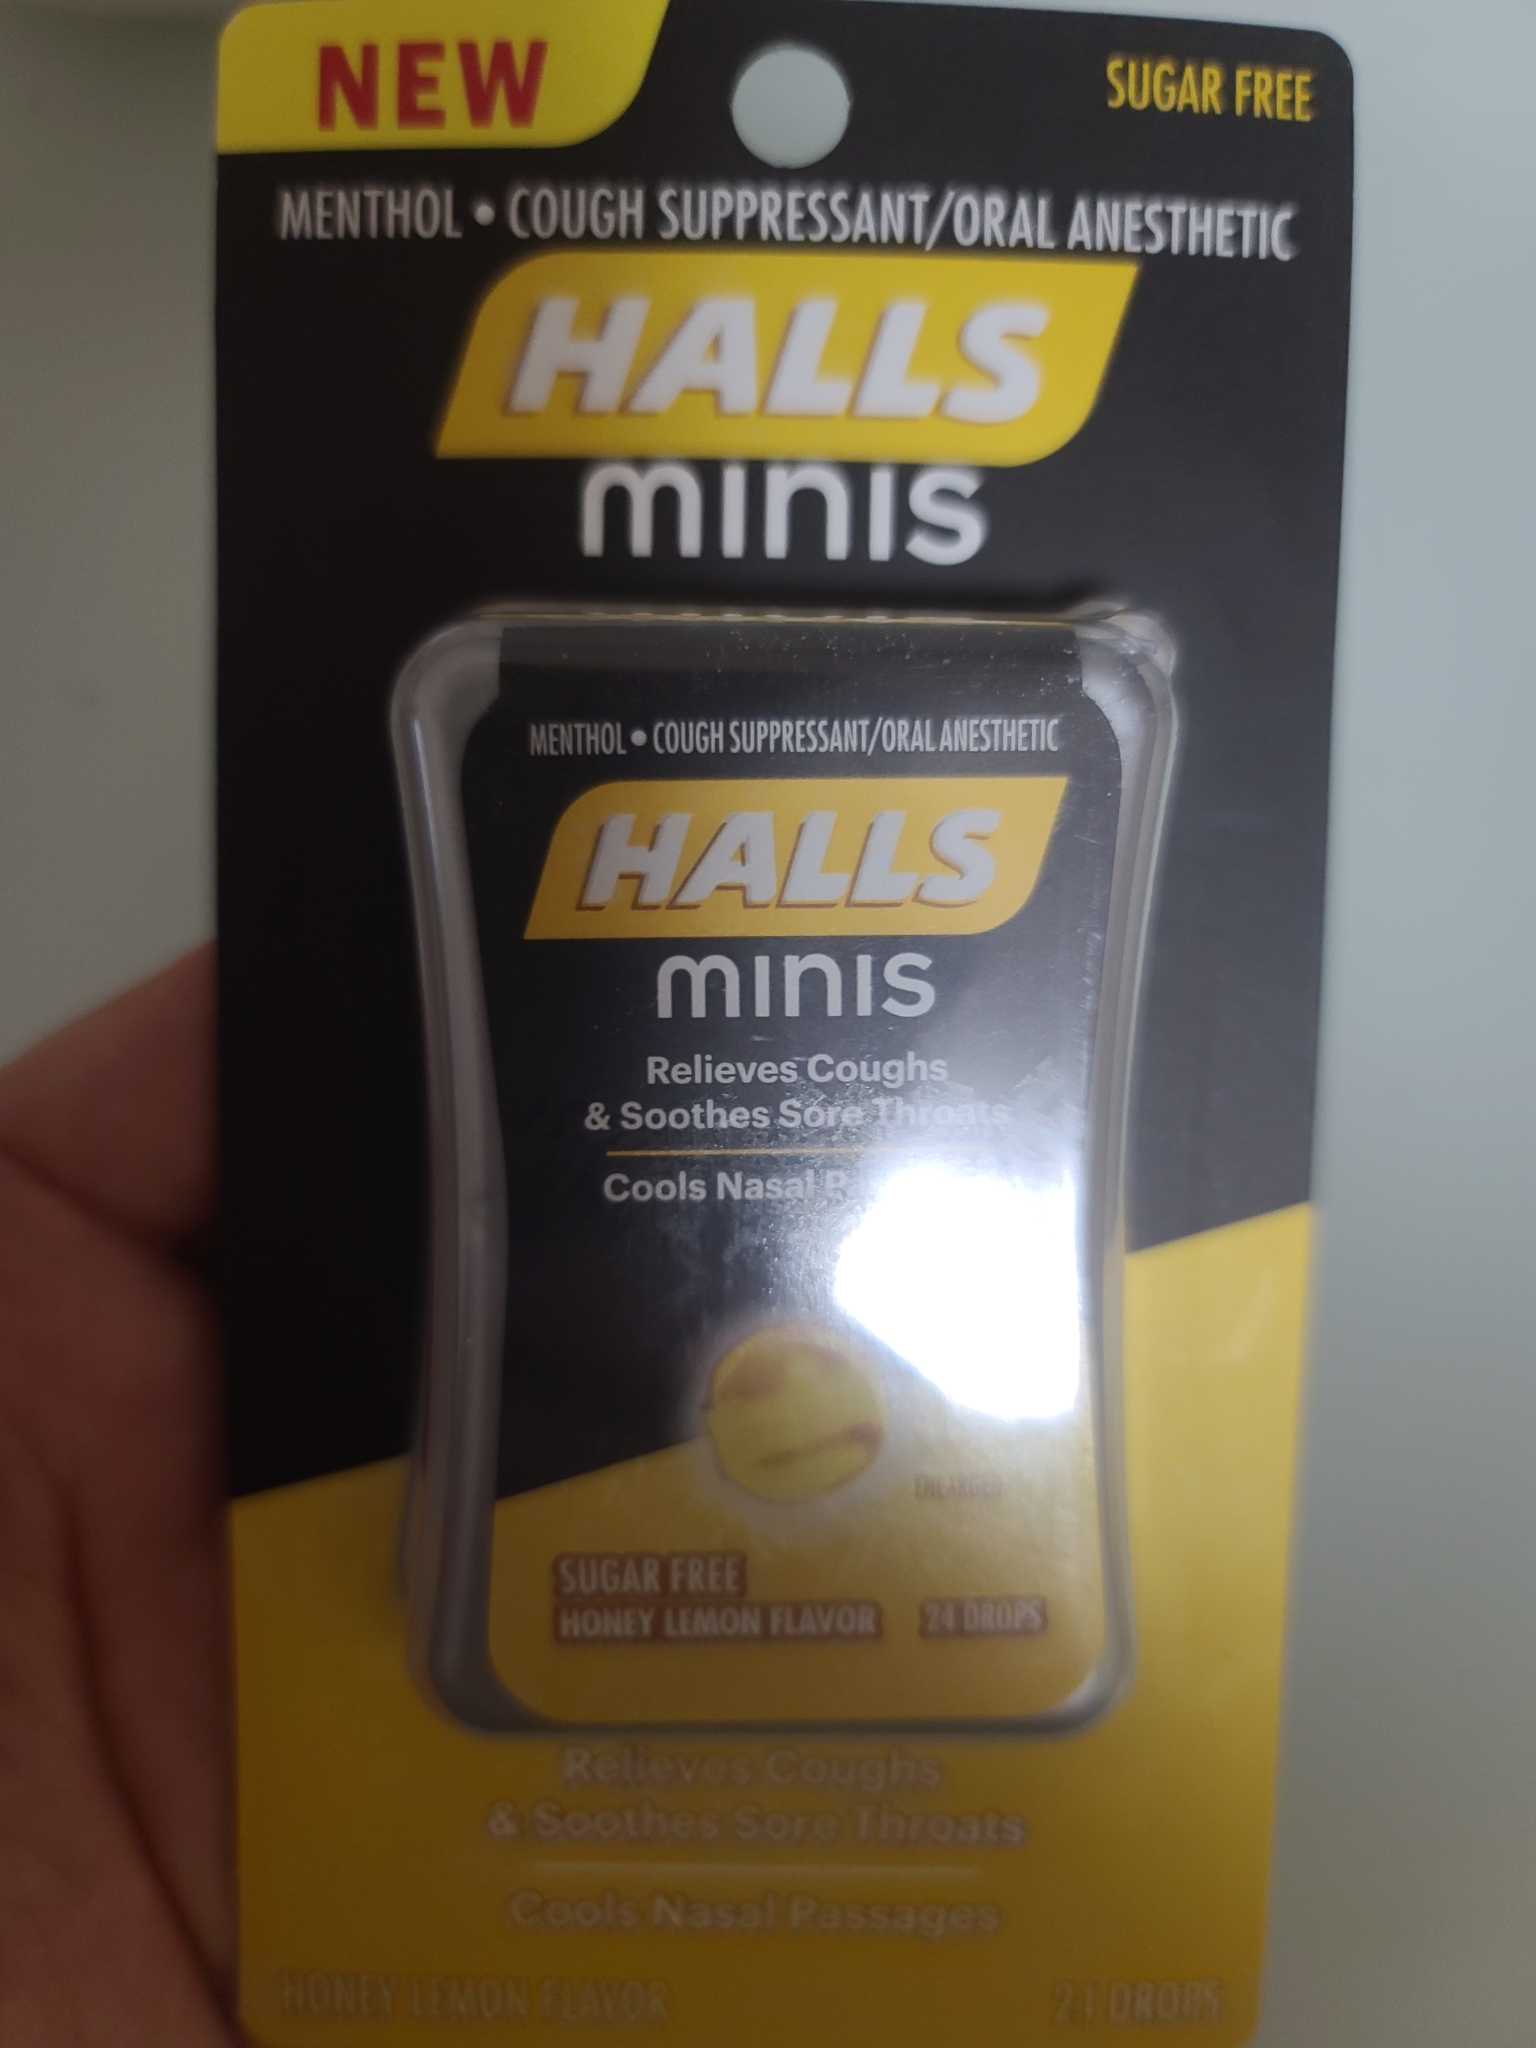 NEW
SUGAR FREE
MENTHOL • COUGH SUPPRESSANT/ORAL ANESTHETIC
HALLS
minis
MENTHOL • COUGH SUPPRESSANT/ORAL ANESTHETIC
HALLS
minis
Relieves Coughs
& Soothes Sore Throats
Cools Nasal P
ENLARGED
SUGAR FREE
HONEY LEMON FLAVOR 24 DROPS
Relieves Coughs
& Soothes Sore Throats
Cools Nasal Passages
HONEY LEMON FLAVOR 24 DROPS